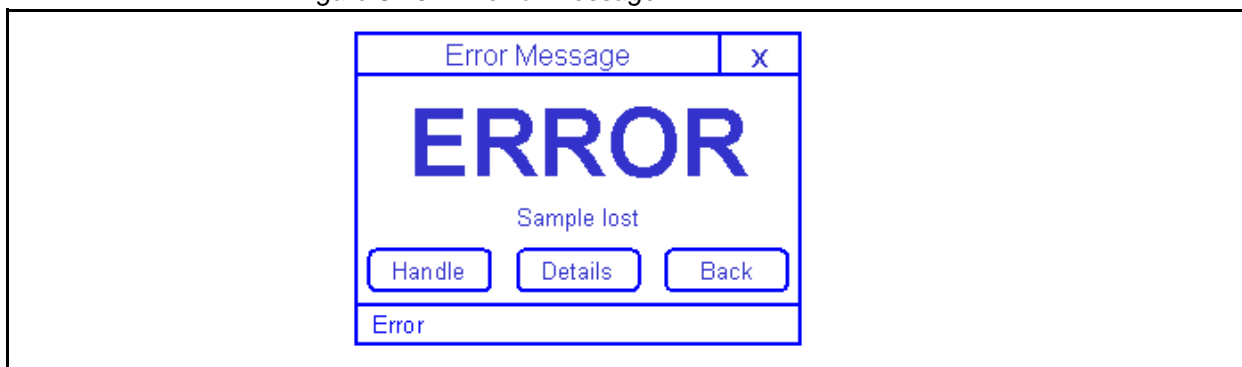 Error Message x
ERROR
Sample lost
Handle Details Back
Error